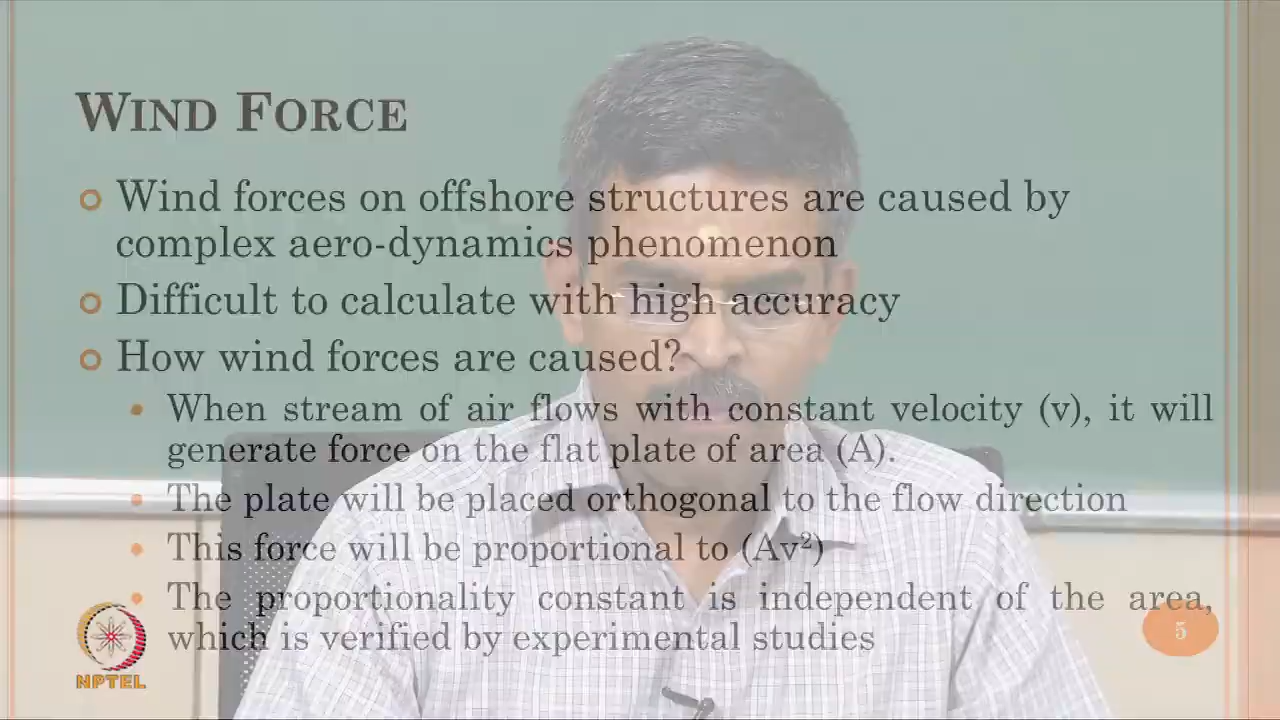 WIND FORCE
Wind forces on offshore structures are caused by
complex aero-dynamics phenomenon
Difficult to calculate with high accuracy
How wind forces are caused?
When stream of air flows with constant velocity (v), it will
generate force on the flat plate of area (A).
The plate will be placed orthogonal to the flow direction
This force will be proportional to (Av²)
The proportionality constant is independent of the area,
which is verified by experimental studies
5
NPTEL